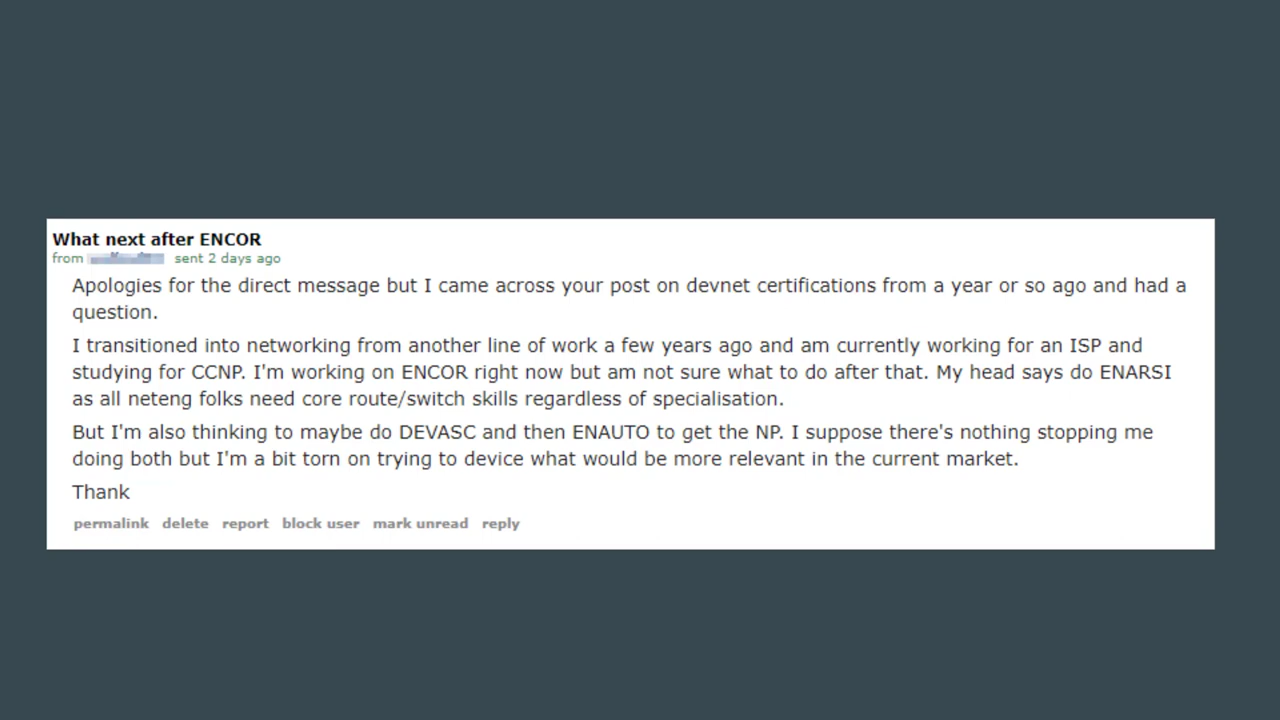 What next after ENCOR
from sent 2 days ago
Apologies for the direct message but I came across your post on devnet certifications from a year or so ago and had a
question.
I transitioned into networking from another line of work a few years ago and am currently working for an ISP and
studying for CCNP. I'm working on ENCOR right now but am not sure what to do after that. My head says do ENARSI
as all neteng folks need core route/switch skills regardless of specialisation.
But I'm also thinking to maybe do DEVASC and then ENAUTO to get the NP. I suppose there's nothing stopping me
doing both but I'm a bit torn on trying to device what would be more relevant in the current market.
Thank
permalink delete report block user mark unread reply